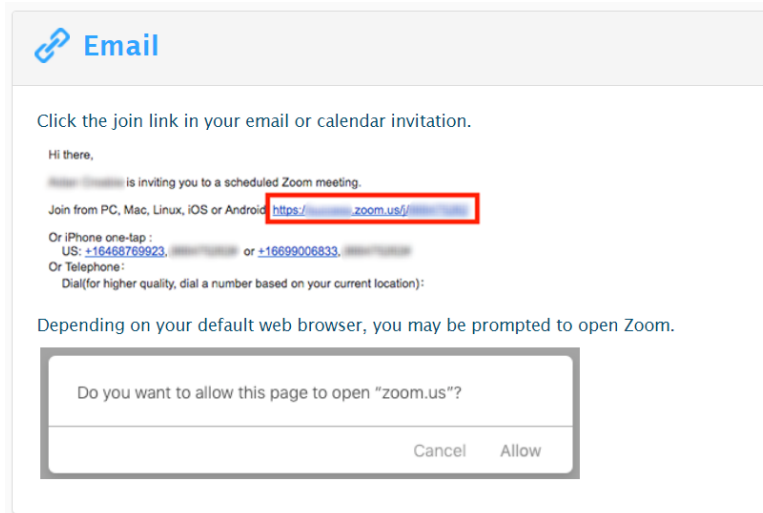 Email
Click the join link in your email or calendar invitation.
Hi there,
is inviting you to a scheduled Zoom meeting.
Join from PC, Mac, Linux, iOS or Android: https:/ .zoom.us/j/
Or iPhone one-tap :
US: +16468769923, or +16699006833,
Or Telephone:
Dial(for higher quality, dial a number based on your current location):
Depending on your default web browser, you may be prompted to open Zoom.
Do you want to allow this page to open “zoom.us”?
Cancel Allow